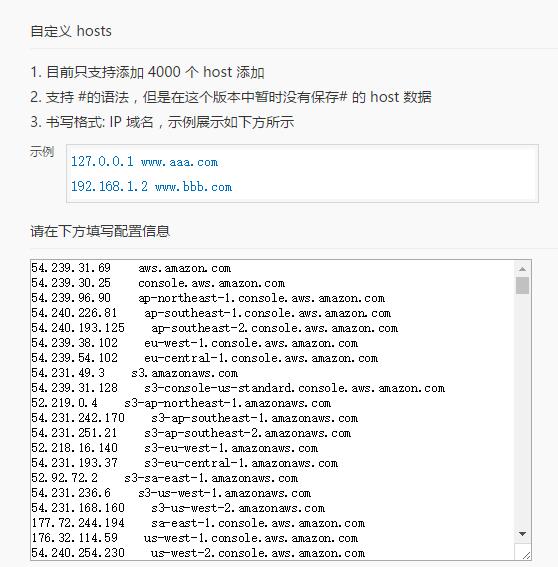 自定义 hosts
1. 目前只支持添加 4000 个 host 添加
2. 支持 #的语法，但是在这个版本中暂时没有保存# 的 host 数据
3. 书写格式: IP 域名，示例展示如下方所示
示例
127.0.0.1 www.aaa.com
192.168.1.2 www.bbb.com
请在下方填写配置信息
54.239.31.69 aws.amazon.com
54.239.30.25 console.aws.amazon.com
54.239.96.90 ap-northeast-1.console.aws.amazon.com
54.240.226.81 ap-southeast-1.console.aws.amazon.com
54.240.193.125 ap-southeast-2.console.aws.amazon.com
54.239.38.102 eu-west-1.console.aws.amazon.com
54.239.54.102 eu-central-1.console.aws.amazon.com
54.231.49.3 s3.amazonaws.com
54.239.31.128 s3-console-us-standard.console.aws.amazon.com
52.219.0.4 s3-ap-northeast-1.amazonaws.com
54.231.242.170 s3-ap-southeast-1.amazonaws.com
54.231.251.21 s3-ap-southeast-2.amazonaws.com
52.218.16.140 s3-eu-west-1.amazonaws.com
54.231.193.37 s3-eu-central-1.amazonaws.com
52.92.72.2 s3-sa-east-1.amazonaws.com
54.231.236.6 s3-us-west-1.amazonaws.com
54.231.168.160 s3-us-west-2.amazonaws.com
177.72.244.194 sa-east-1.console.aws.amazon.com
176.32.114.59 us-west-1.console.aws.amazon.com
54.240.254.230 us-west-2.console.aws.amazon.com